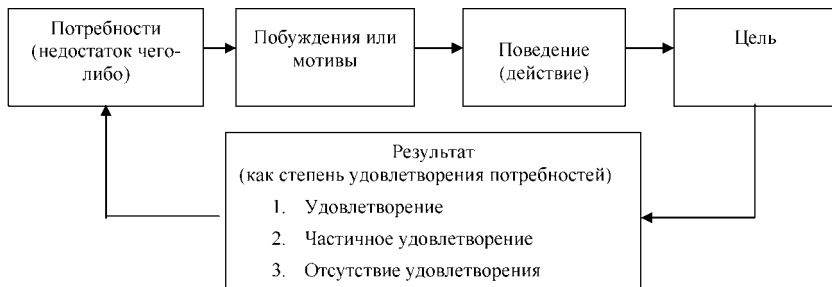 Потребности
(недостаток чего-
либо)
Побуждения или
мотивы
Поведение
(действие)
Цель
Результат
(как степень удовлетворения потребностей)
1. Удовлетворение
2. Частичное удовлетворение
3. Отсутствие удовлетворения